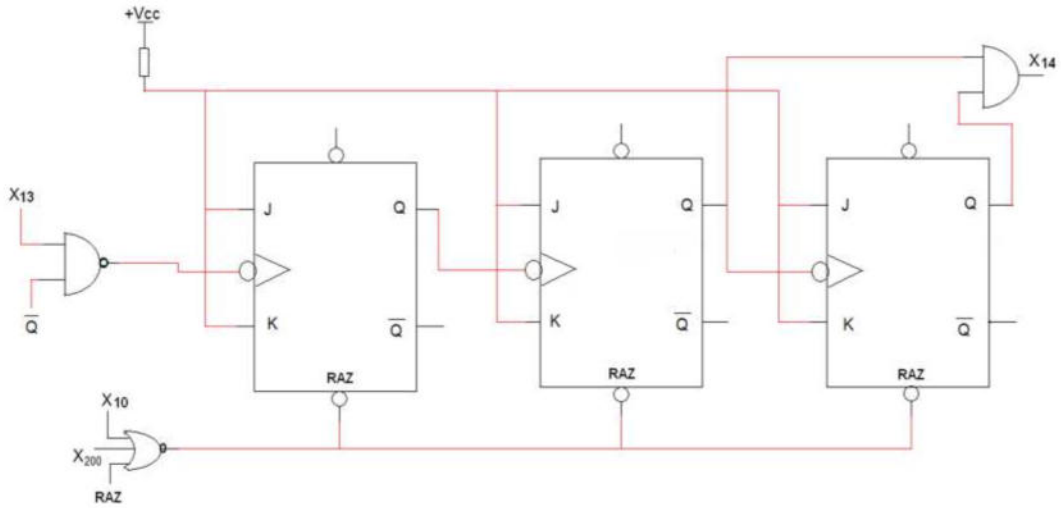 +Vcc
X14
X13
Q̅
J
Q
K
Q̅
RAZ
J
Q
K
Q̅
RAZ
J
Q
K
Q̅
RAZ
X10
X200
RAZ